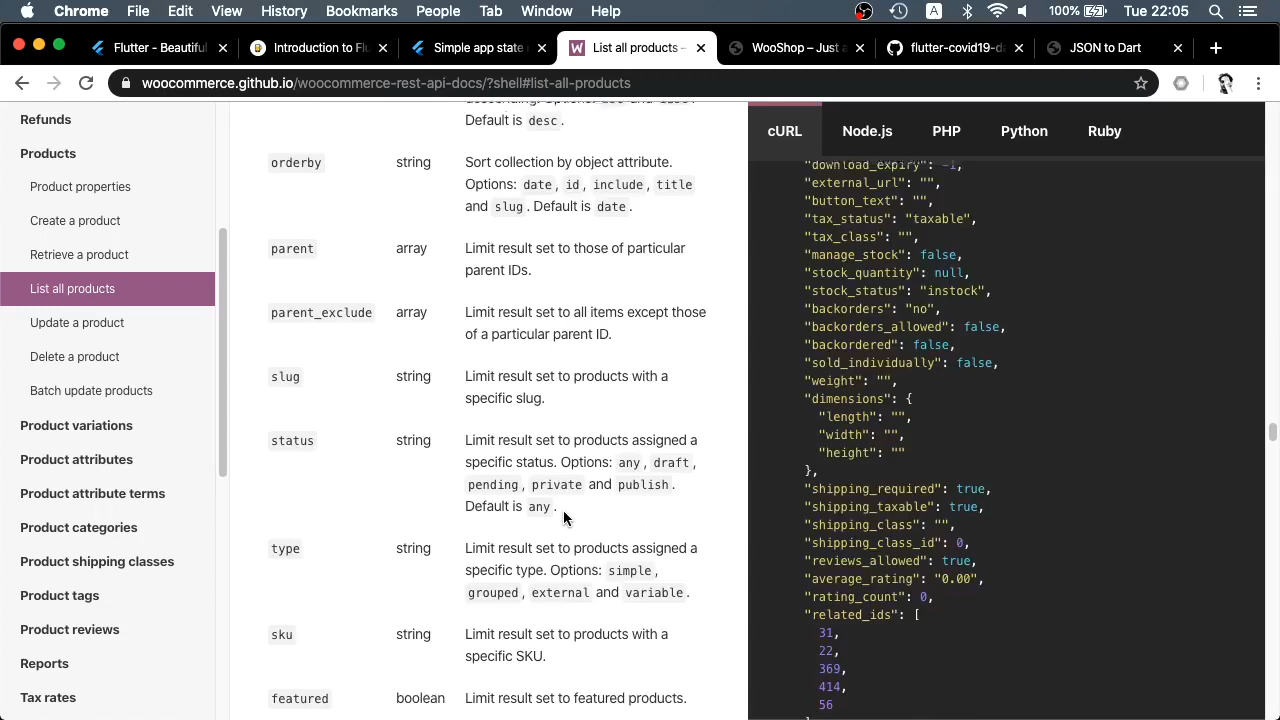 Chrome File Edit View History Bookmarks People Tab Window Help
A 100% Tue 22:05
Flutter - Beautiful
Introduction to Flu
Simple app state
List all products –
WooShop – Just a
flutter-covid19-d
JSON to Dart
woocommerce.github.io/woocommerce-rest-api-docs/?shell#list-all-products
Refunds
Products
Product properties
Create a product
Retrieve a product
List all products
Update a product
Delete a product
Batch update products
Product variations
Product attributes
Product attribute terms
Product categories
Product shipping classes
Product tags
Product reviews
Reports
Tax rates
Default is desc.
orderby string Sort collection by object attribute.
Options: date, id, include, title
and slug. Default is date.
parent array Limit result set to those of particular
parent IDs.
parent_exclude array Limit result set to all items except those
of a particular parent ID.
slug string Limit result set to products with a
specific slug.
status string Limit result set to products assigned a
specific status. Options: any, draft,
pending, private and publish.
Default is any.
type string Limit result set to products assigned a
specific type. Options: simple,
grouped, external and variable.
sku string Limit result set to products with a
specific SKU.
featured boolean Limit result set to featured products.
cURL Node.js PHP Python Ruby
"download_expiry": -1,
"external_url": "",
"button_text": "",
"tax_status": "taxable",
"tax_class": "",
"manage_stock": false,
"stock_quantity": null,
"stock_status": "instock",
"backorders": "no",
"backorders_allowed": false,
"backordered": false,
"sold_individually": false,
"weight": "",
"dimensions": {
"length": "",
"width": "",
"height": ""
},
"shipping_required": true,
"shipping_taxable": true,
"shipping_class": "",
"shipping_class_id": 0,
"reviews_allowed": true,
"average_rating": "0.00",
"rating_count": 0,
"related_ids": [
31,
22,
369,
414,
56